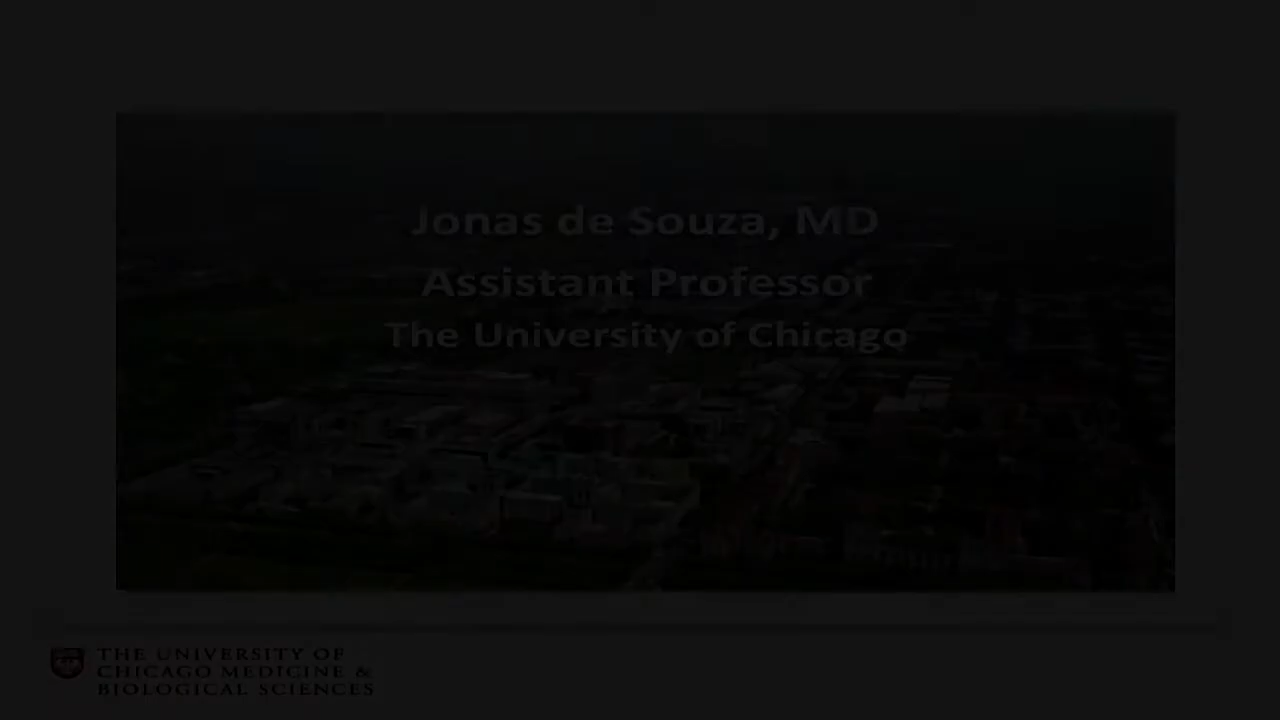 Jonas de Souza, MD
Assistant Professor
The University of Chicago
THE UNIVERSITY OF
CHICAGO MEDICINE &
BIOLOGICAL SCIENCES